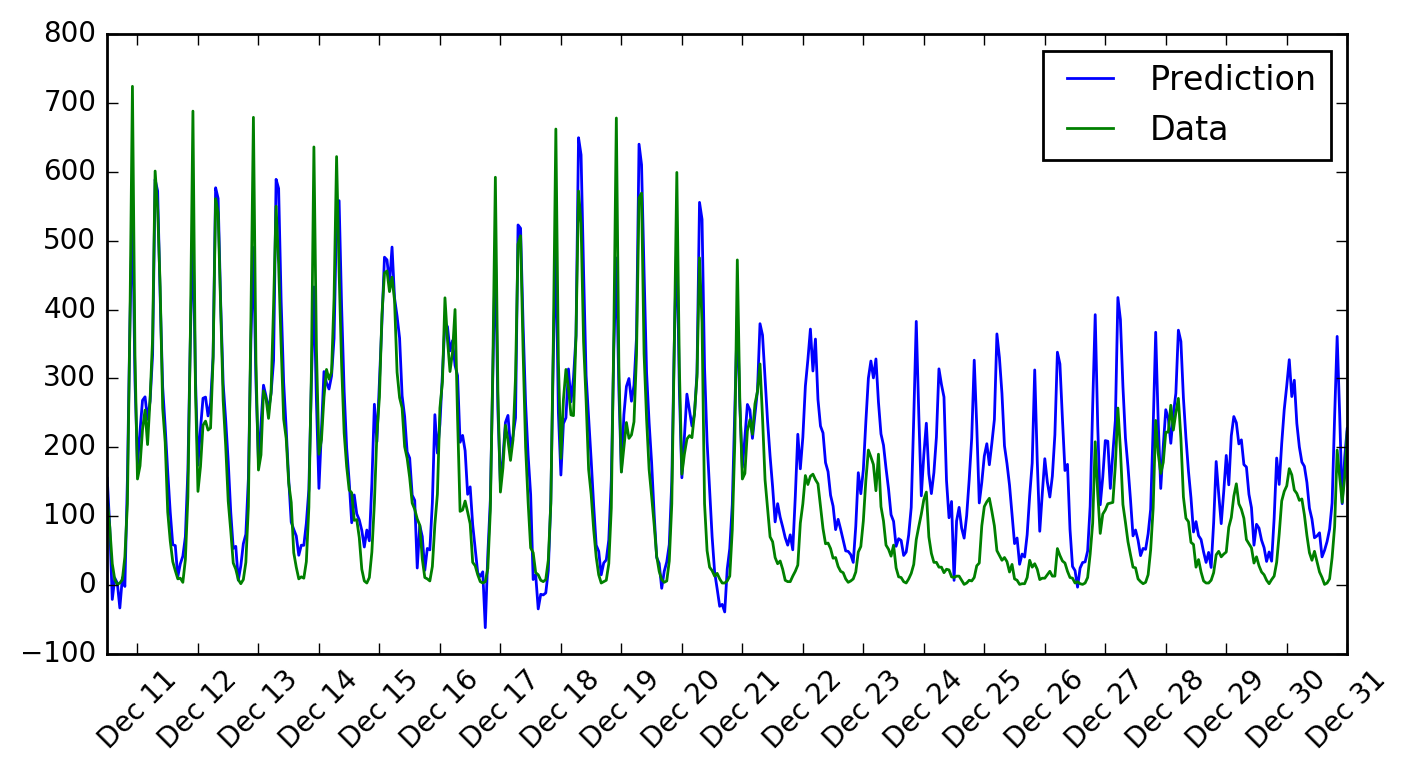 800
700
600
500
400
300
200
100
0
−100
Prediction
Data
Dec 11
Dec 12
Dec 13
Dec 14
Dec 15
Dec 16
Dec 17
Dec 18
Dec 19
Dec 20
Dec 21
Dec 22
Dec 23
Dec 24
Dec 25
Dec 26
Dec 27
Dec 28
Dec 29
Dec 30
Dec 31